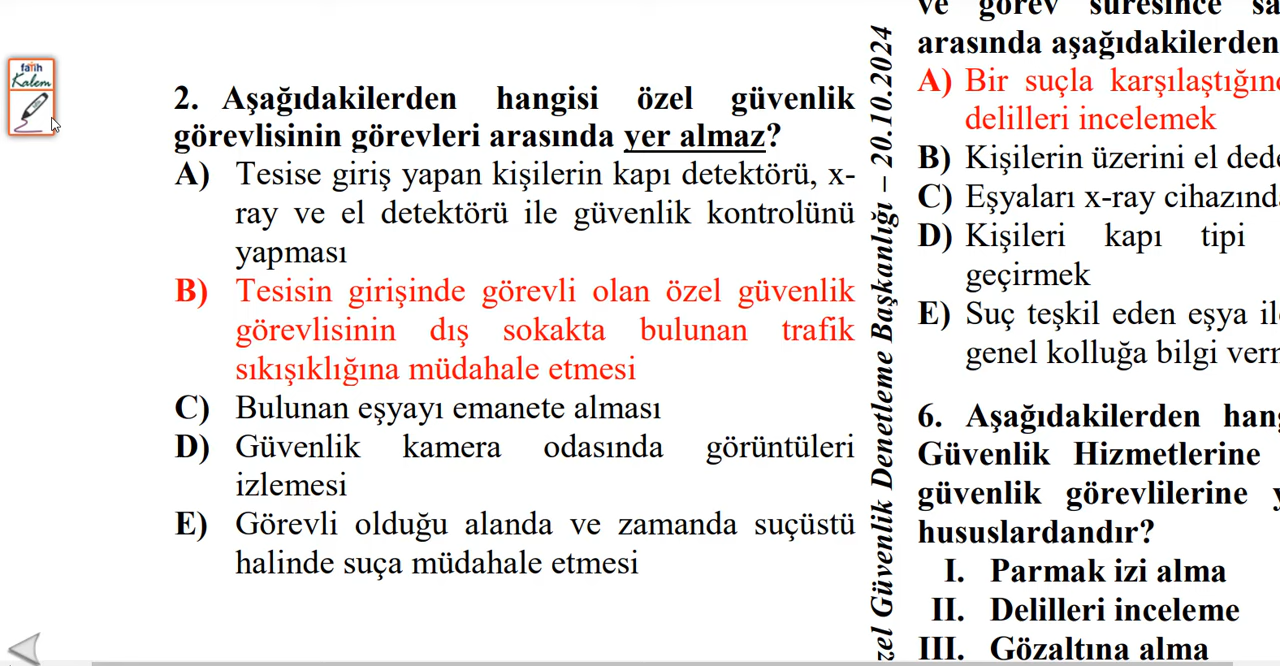 fatih
Kalem
2. Aşağıdakilerden hangisi özel güvenlik
görevlisinin görevleri arasında yer almaz?
A) Tesise giriş yapan kişilerin kapı detektörü, x-
ray ve el detektörü ile güvenlik kontrolünü
yapması
B) Tesisin girişinde görevli olan özel güvenlik
görevlisinin dış sokakta bulunan trafik
sıkışıklığına müdahale etmesi
C) Bulunan eşyayı emanete alması
D) Güvenlik kamera odasında görüntüleri
izlemesi
E) Görevli olduğu alanda ve zamanda suçüstü
halinde suça müdahale etmesi
zel Güvenlik Denetleme Başkanlığı – 20.10.2024
ve görev süresince
arasında aşağıdakilerden
A) Bir suçla
delilleri incelemek
B) Kişilerin üzerini el
C) Eşyaları x-ray
D) Kişileri kapı tipi
geçirmek
E) Suç teşkil eden eşya
genel kolluğa bilgi
6. Aşağıdakilerden
Güvenlik Hizmetlerine
güvenlik görevlilerine
hususlardandır?
I. Parmak izi alma
II. Delilleri inceleme
III. Gözaltına alma